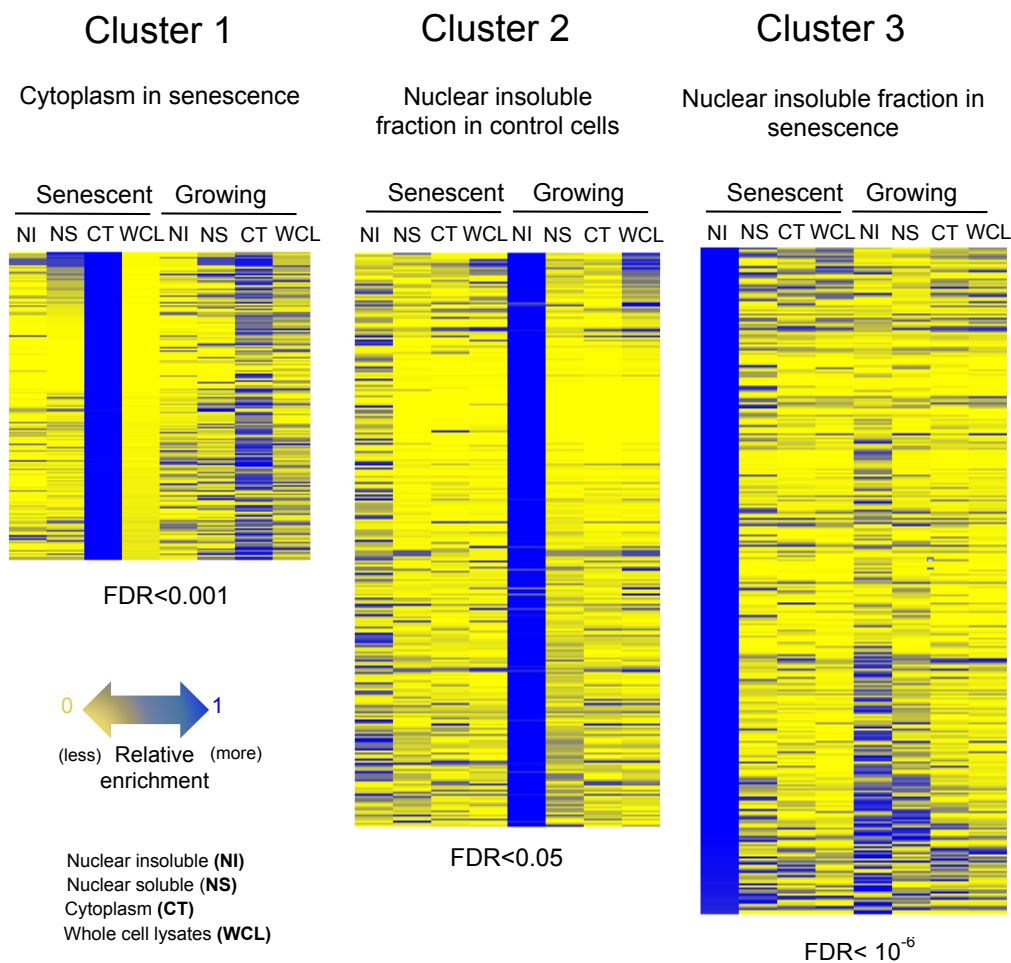 Cluster 1
Cytoplasm in senescence
Senescent Growing
NI NS CT WCL NI NS CT WCL
FDR<0.001
0 1
(less) Relative (more)
enrichment
Nuclear insoluble (NI)
Nuclear soluble (NS)
Cytoplasm (CT)
Whole cell lysates (WCL)
Cluster 2
Nuclear insoluble
fraction in control cells
Senescent Growing
NI NS CT WCL NI NS CT WCL
FDR<0.05
Cluster 3
Nuclear insoluble fraction in
senescence
Senescent Growing
NI NS CT WCL NI NS CT WCL
FDR< 10⁻⁶